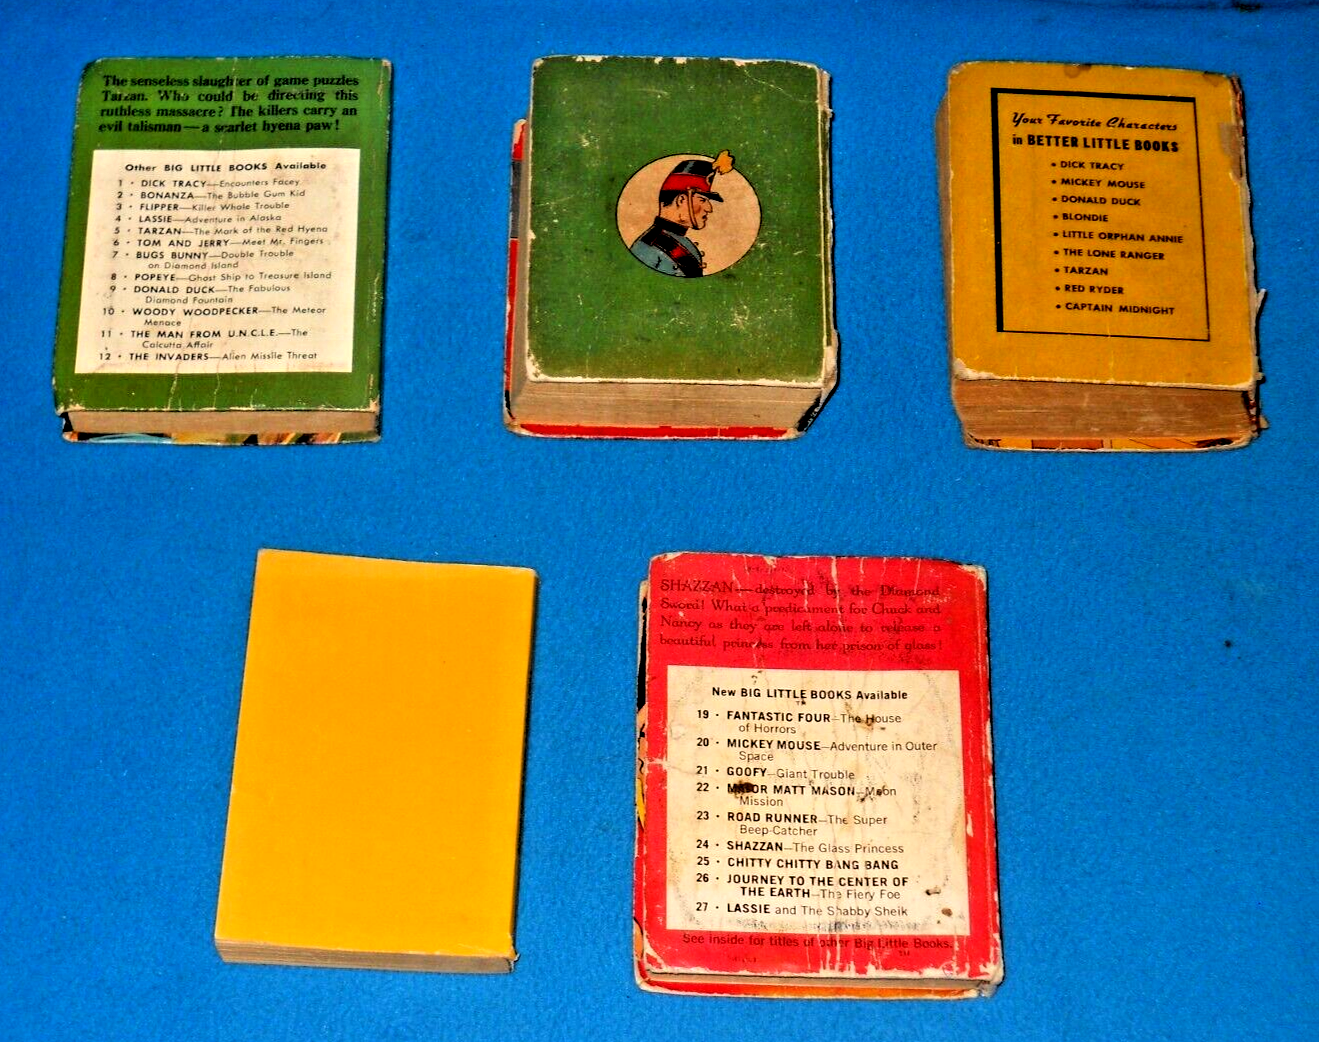 The senseless slaughter of game puzzles
Tarzan. Who could be directing this
ruthless massacre? The killers carry an
evil talisman—a scarlet hyena paw!
Other BIG LITTLE BOOKS Available
1 • DICK TRACY—Encounters Facey
2 • BONANZA—The Bubble Gum Kid
3 • FLIPPER—Killer Whale Trouble
4 • LASSIE—Adventure in Alaska
5 • TARZAN—The Mark of the Red Hyena
6 • TOM AND JERRY—Meet Mr. Fingers
7 • BUGS BUNNY—Double Trouble
on Diamond Island
8 • POPEYE—Ghost Ship to Treasure Island
9 • DONALD DUCK—The Fabulous
Diamond Fountain
10 • WOODY WOODPECKER—The Meteor
Menace
11 • THE MAN FROM U.N.C.L.E.—The
Calcutta Affair
12 • THE INVADERS—Alien Missile Threat
Your Favorite Characters
in BETTER LITTLE BOOKS
• DICK TRACY
• MICKEY MOUSE
• DONALD DUCK
• BLONDIE
• LITTLE ORPHAN ANNIE
• THE LONE RANGER
• TARZAN
• RED RYDER
• CAPTAIN MIDNIGHT
SHAZZAN—destroyed by the Diamond
Sword! What a predicament for Chuck and
Nancy as they are left alone to release a
beautiful princess from her prison of glass!
New BIG LITTLE BOOKS Available
19 • FANTASTIC FOUR—The House
of Horrors
20 • MICKEY MOUSE—Adventure in Outer
Space
21 • GOOFY—Giant Trouble
22 • MAJOR MATT MASON—Moon
Mission
23 • ROAD RUNNER—The Super
Beep-Catcher
24 • SHAZZAN—The Glass Princess
25 • CHITTY CHITTY BANG BANG
26 • JOURNEY TO THE CENTER OF
THE EARTH—The Fiery Foe
27 • LASSIE and The Shabby Sheik
See inside for titles of other Big Little Books.